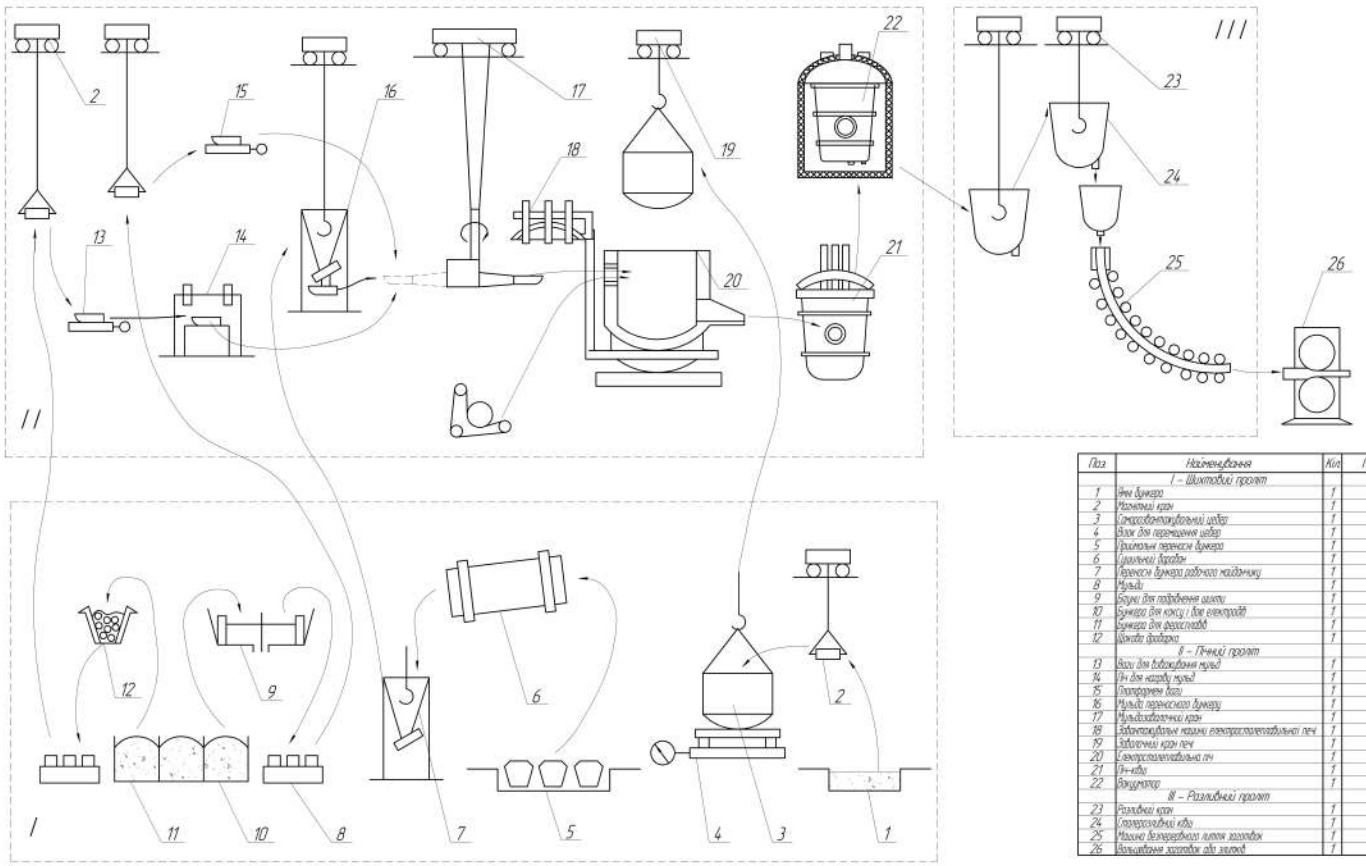 22
III
2
15
16
17
19
23
18
24
13
14
20
21
25
26
II
12
9
6
2
I
11
10
8
7
5
4
3
1
Поз Найменування Кіл П
I – Шихтовий проліт
1 Ями бункера 1
2 Магнітний кран 1
3 Саморозвантажувальний цебер 1
4 Візок для переміщення цебер 1
5 Приймальні переносні бункера 1
6 Сушильний барабан 1
7 Переносні бункера рабочого майданчику 1
8 Мульди 1
9 Бігуни для подрібнення шихти 1
10 Бункера для коксу і бою електродів 1
11 Бункера для феросплавів 1
12 Щокова дробарка 1
II – Пічний проліт
13 Ваги для зважування мульд 1
14 Піч для нагріву мульд 1
15 Платформені ваги 1
16 Мульда переносного бункеру 1
17 Мульдозавалочний кран 1
18 Завантажувальні машини електросталеплавильної печі 1
19 Завалочний кран печі 1
20 Електросталеплавильна піч 1
21 Піч-ківш 1
22 Вакууматор 1
III – Разливний проліт
23 Разливний кран 1
24 Сталерозливний ківш 1
25 Машина безперервного лиття заготовок 1
26 Вальцювання заготовок або злитків 1